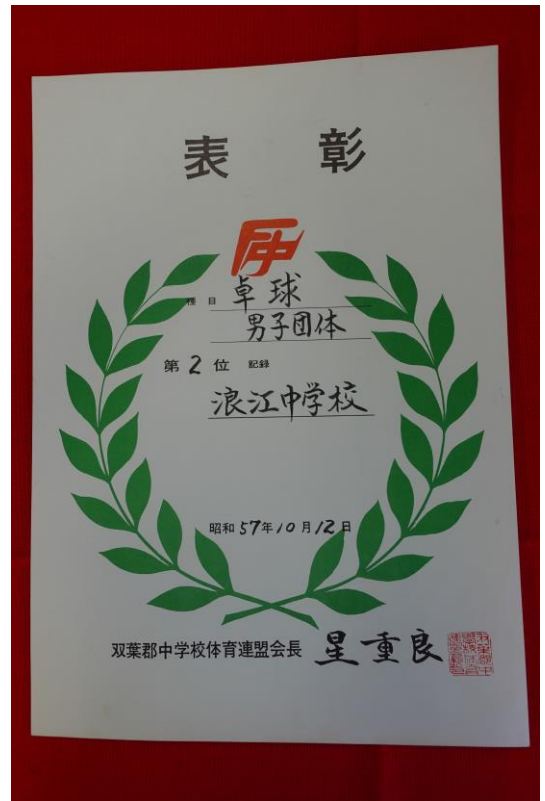 表彰
種目 卓球
男子団体
第2位 記録
浪江中学校
昭和57年10月12日
双葉郡中学校体育連盟会長 星重良